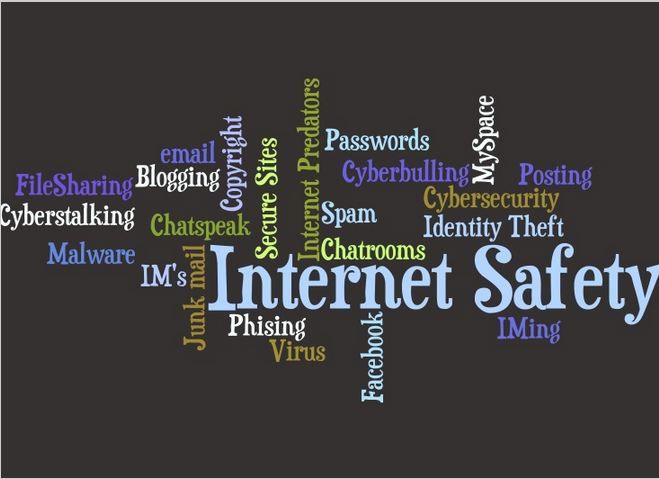 Internet Predators
MySpace
Copyright
Passwords
Secure Sites
email
Blogging
Cyberbulling
Posting
FileSharing
Cyberstalking
Chatspeak
Spam
Cybersecurity
Identity Theft
Malware
IM's
Junk mail
Chatrooms
Internet Safety
Phising
Virus
Facebook
IMing